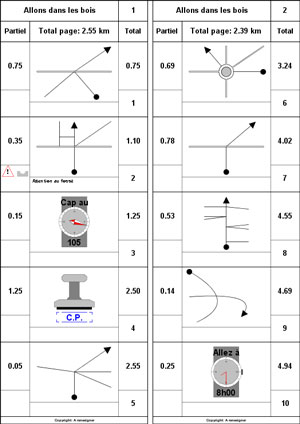 Allons dans les bois 1
Partiel Total page: 2.55 km Total
0.75 0.75
1
0.35 1.10
!
Attention au fossé
2
0.15 Cap au 1.25
105
3
1.25 2.50
C.P.
4
0.05 2.55
5
Copyright: A renseigner
Allons dans les bois 2
Partiel Total page: 2.39 km Total
0.69 3.24
6
0.78 4.02
7
0.53 4.55
8
0.14 4.69
9
0.25 Allez à 4.94
8h00
10
Copyright: A renseigner